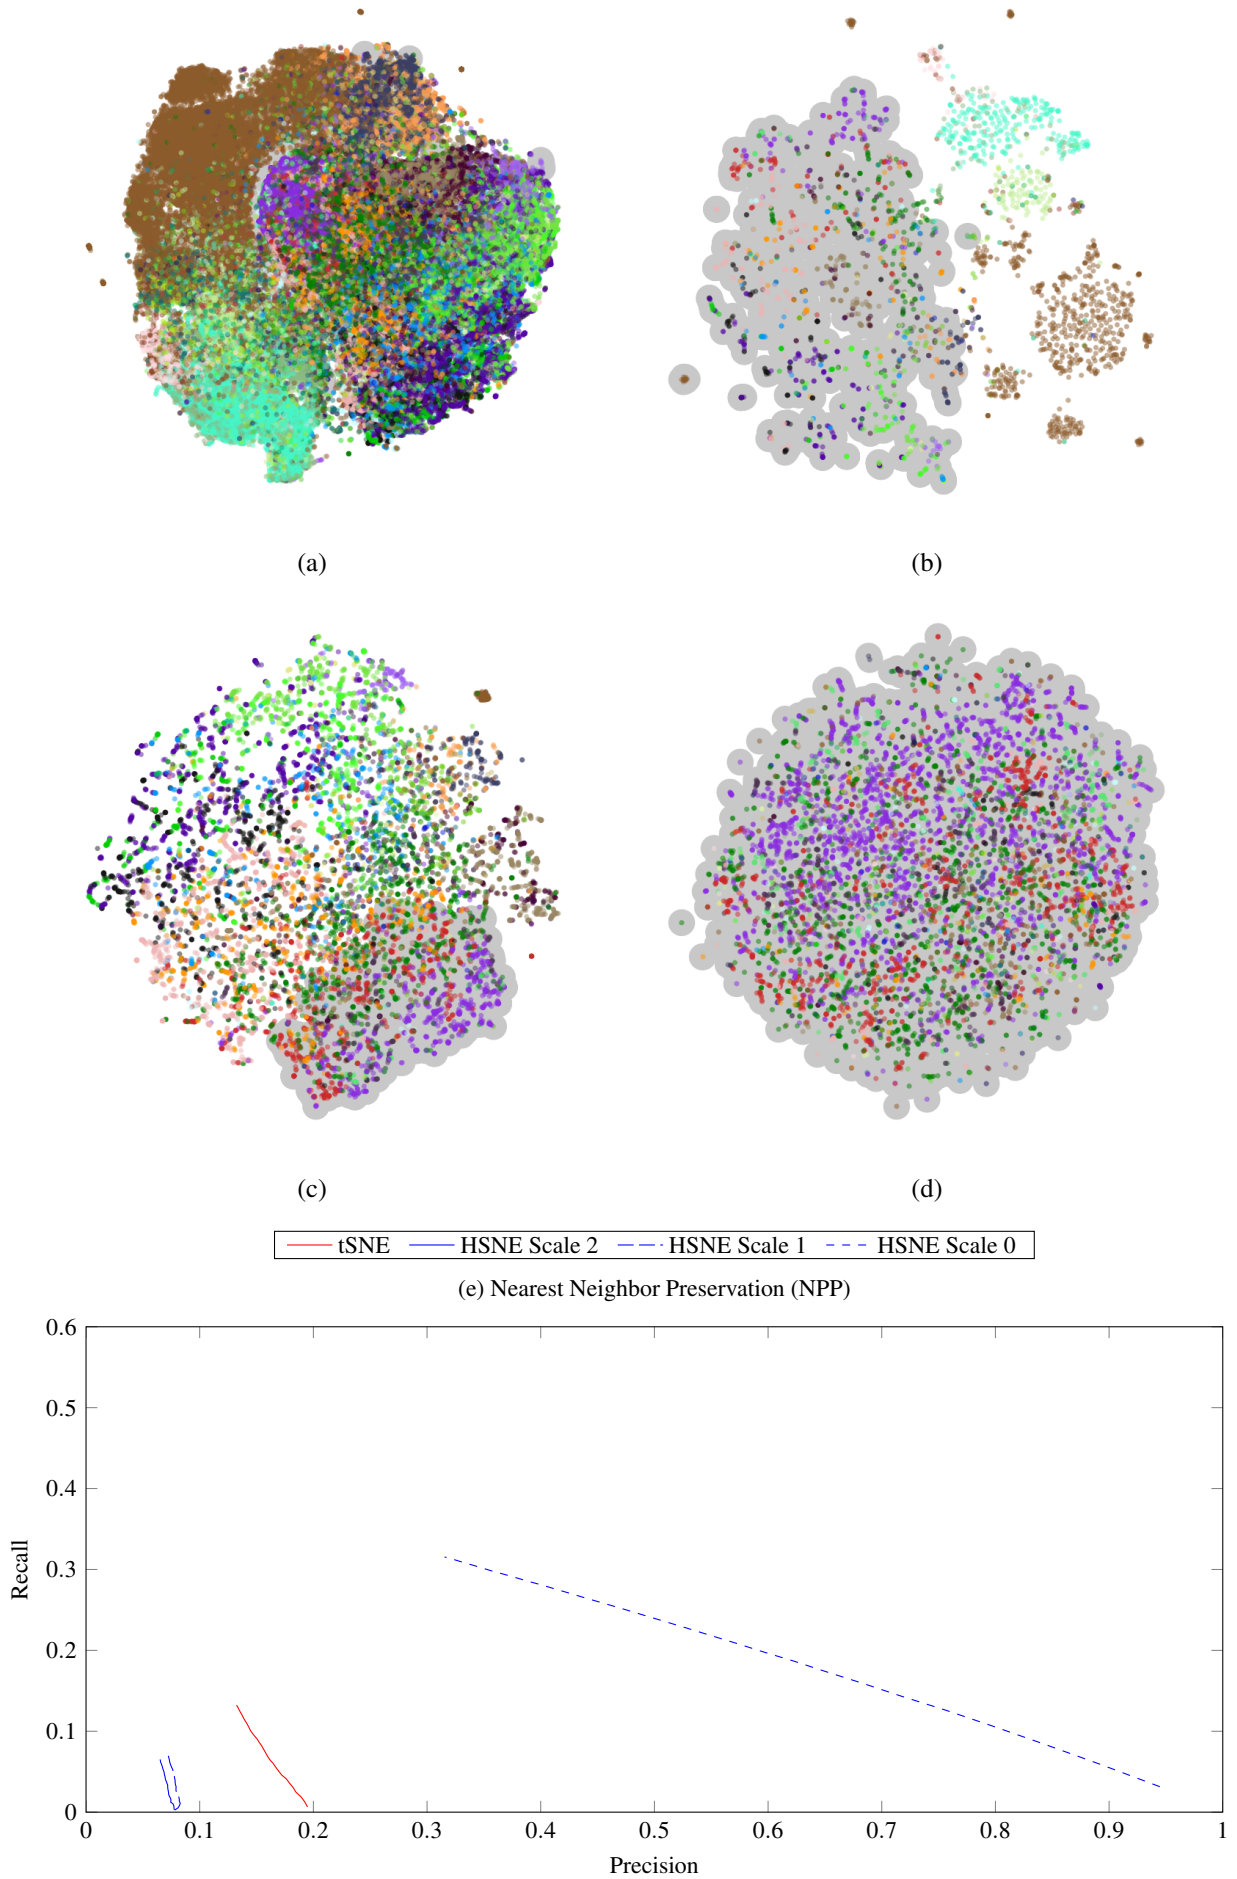 (a)
(b)
(c)
(d)
tSNE HSNE Scale 2 HSNE Scale 1 HSNE Scale 0
(e) Nearest Neighbor Preservation (NPP)
0.6
0.5
0.4
0.3
0.2
0.1
0
Recall
0 0.1 0.2 0.3 0.4 0.5 0.6 0.7 0.8 0.9 1
Precision